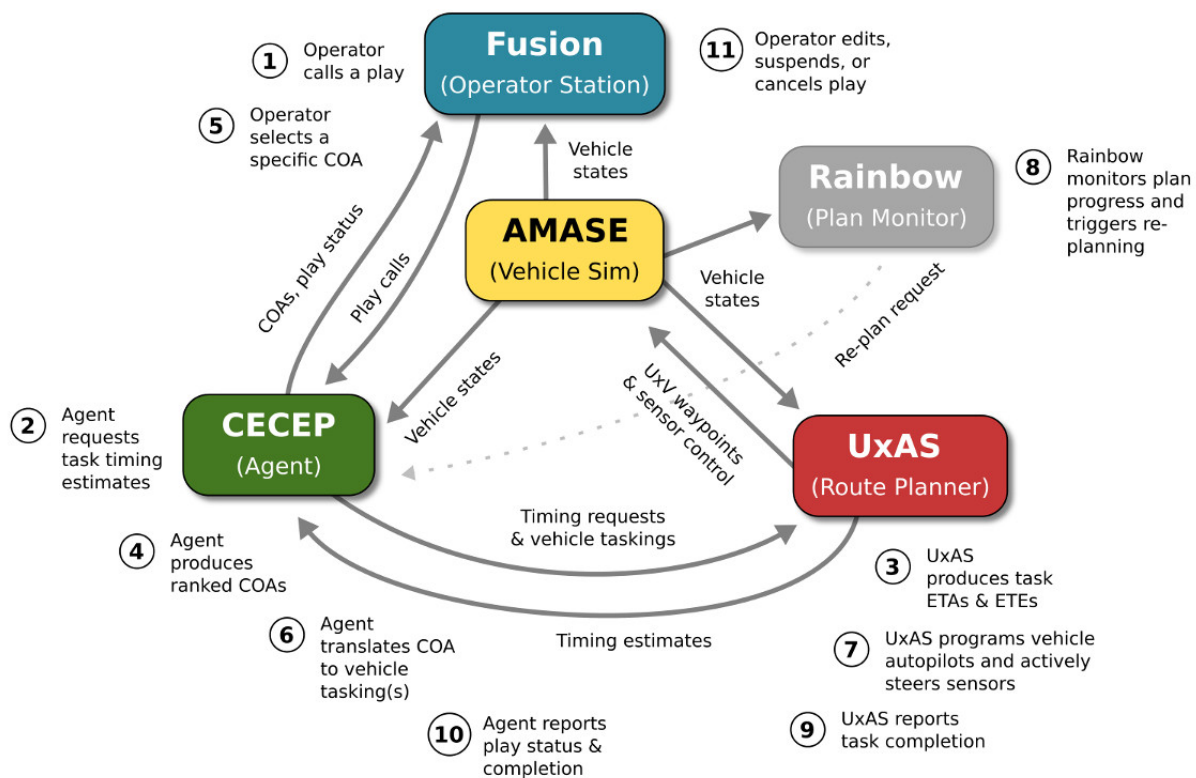 Fusion
(Operator Station)
1
Operator
calls a play
11
Operator edits,
suspends, or
cancels play
5
Operator
selects a
specific COA
Vehicle
states
Rainbow
(Plan Monitor)
8
Rainbow
monitors plan
progress and
triggers re-
planning
AMASE
(Vehicle Sim)
COAs, play status
Play calls
Vehicle
states
Re-plan request
Vehicle states
UxV waypoints
& sensor control
CECEP
(Agent)
2
Agent
requests
task timing
estimates
UxAS
(Route Planner)
Timing requests
& vehicle taskings
4
Agent
produces
ranked COAs
3
UxAS
produces task
ETAs & ETEs
6
Agent
translates COA
to vehicle
tasking(s)
Timing estimates
7
UxAS programs vehicle
autopilots and actively
steers sensors
10
Agent reports
play status &
completion
9
UxAS reports
task completion